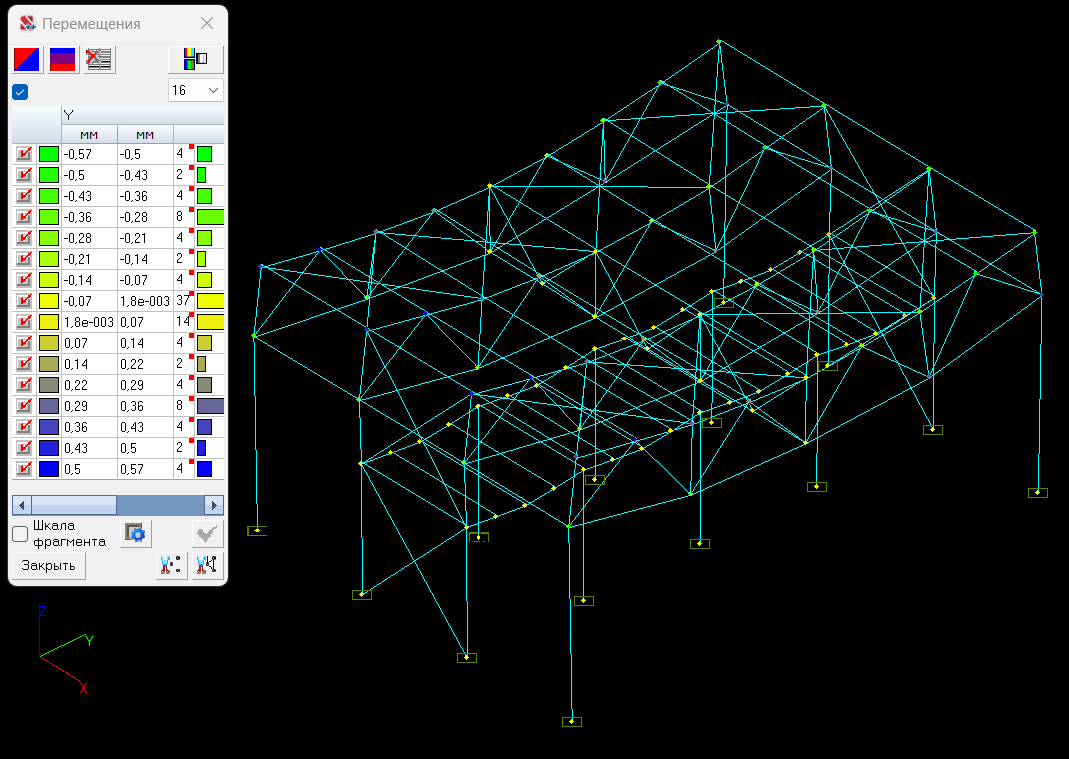 Перемещения
16
Y
мм мм
-0,57 -0,5 4
-0,5 -0,43 2
-0,43 -0,36 4
-0,36 -0,28 8
-0,28 -0,21 4
-0,21 -0,14 2
-0,14 -0,07 4
-0,07 1,8e-003 37
1,8e-003 0,07 14
0,07 0,14 4
0,14 0,22 2
0,22 0,29 4
0,29 0,36 8
0,36 0,43 4
0,43 0,5 2
0,5 0,57 4
Шкала
фрагмента
Закрыть
Z
Y
X